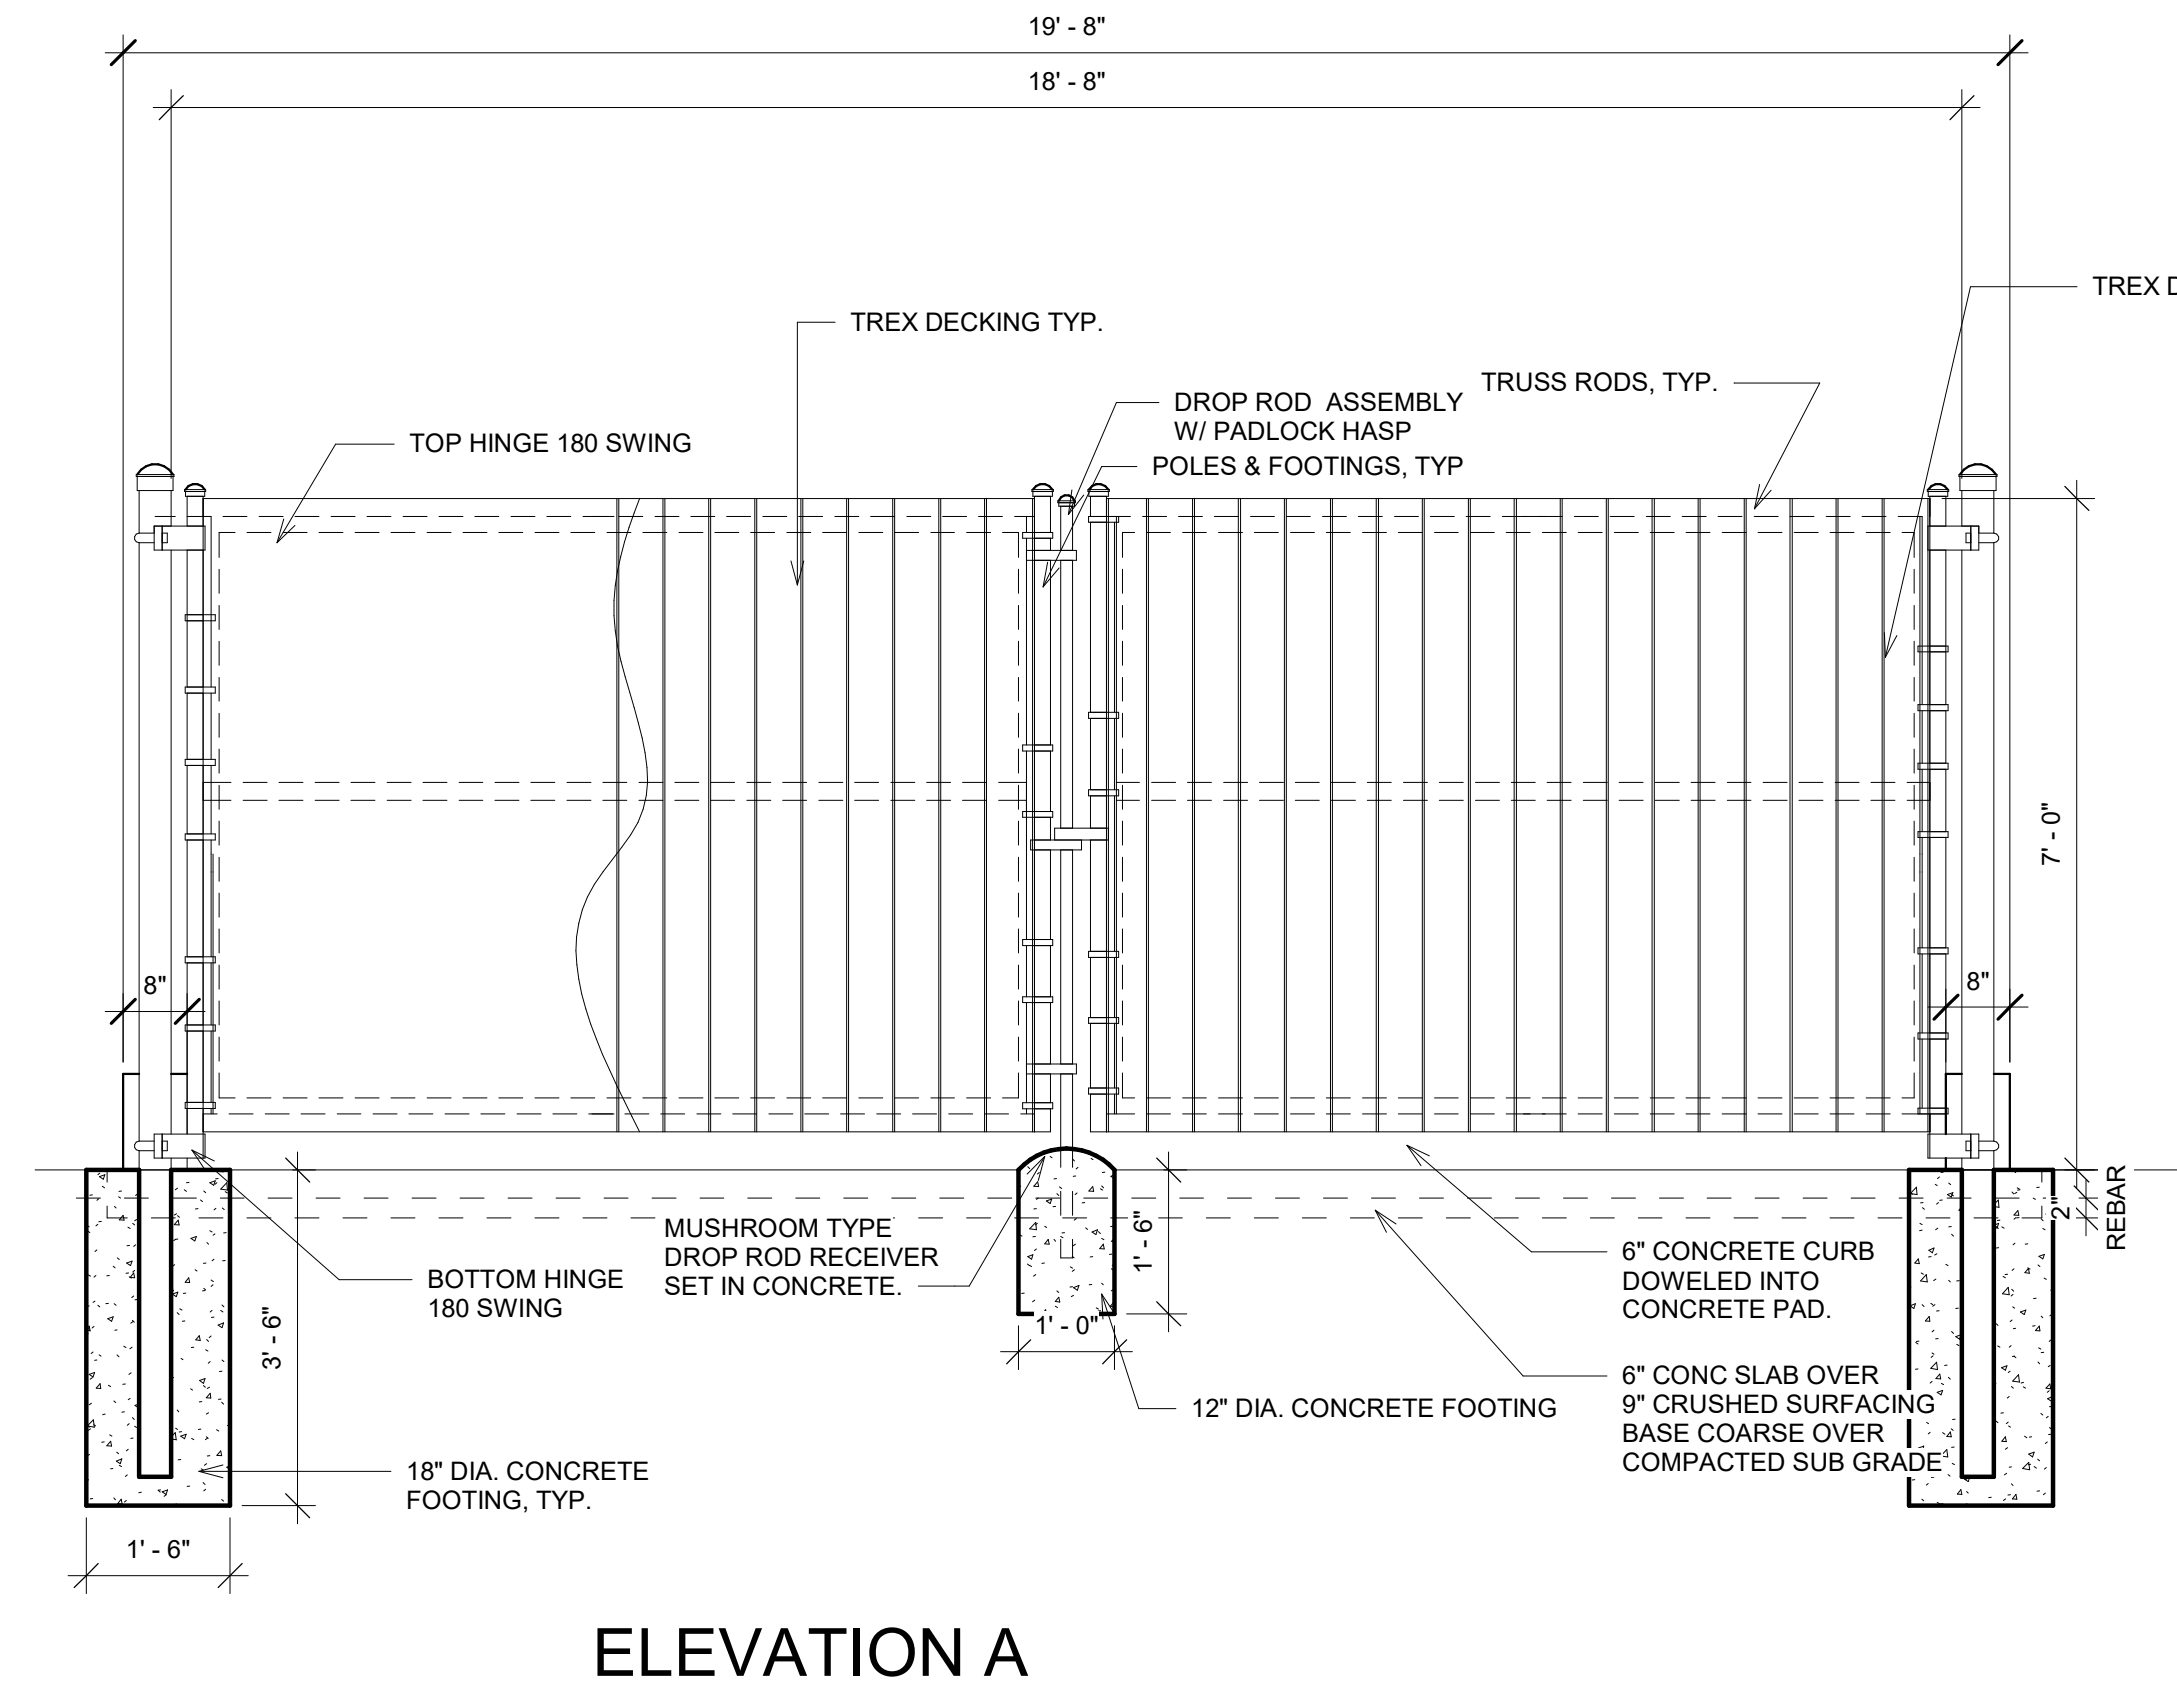 19' - 8"
18' - 8"
TREX D
TREX DECKING TYP.
TRUSS RODS, TYP.
DROP ROD ASSEMBLY
W/ PADLOCK HASP
TOP HINGE 180 SWING
POLES & FOOTINGS, TYP
7' - 0"
8"
8"
2"
REBAR
MUSHROOM TYPE
DROP ROD RECEIVER
SET IN CONCRETE.
1' - 6"
6" CONCRETE CURB
DOWELED INTO
CONCRETE PAD.
BOTTOM HINGE
180 SWING
3' - 6"
1' - 0"
6" CONC SLAB OVER
9" CRUSHED SURFACING
BASE COARSE OVER
COMPACTED SUB GRADE
12" DIA. CONCRETE FOOTING
18" DIA. CONCRETE
FOOTING, TYP.
1' - 6"
ELEVATION A